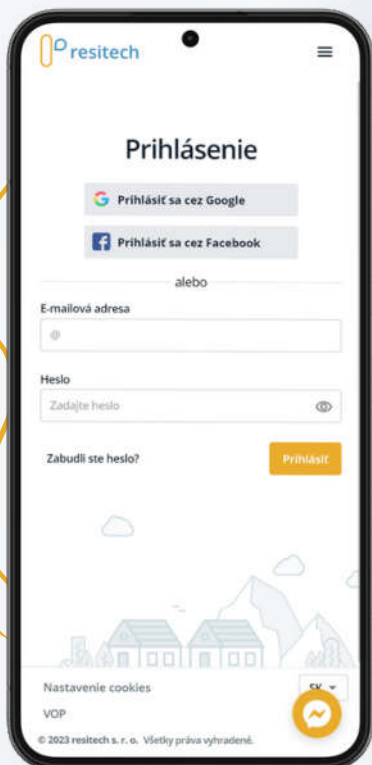 resitech
Prihlásenie
Prihlásiť sa cez Google
Prihlásiť sa cez Facebook
alebo
E-mailová adresa
@
Heslo
Zadajte heslo
Zabudli ste heslo?
Prihlásiť
Nastavenie cookies
SK
VOP
© 2023 resitech s. r. o. Všetky práva vyhradené.